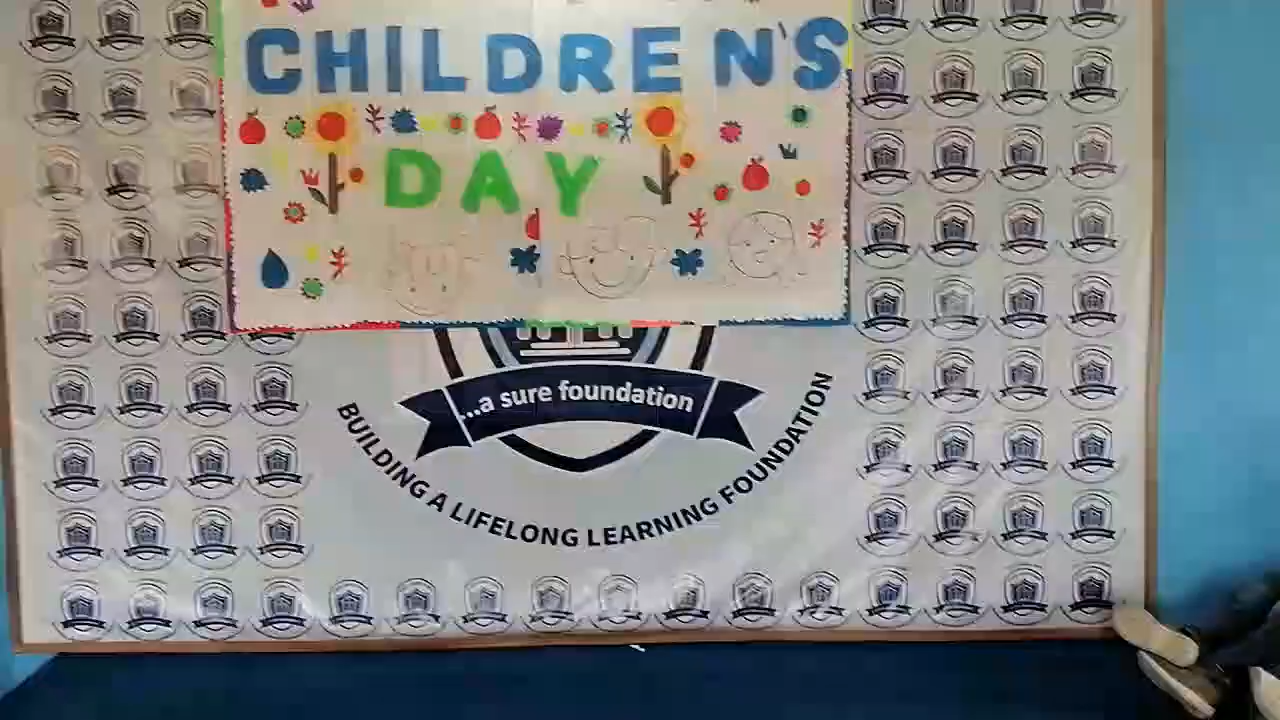 CHILDREN'S
DAY
...a sure foundation
BUILDING A LIFELONG LEARNING FOUNDATION